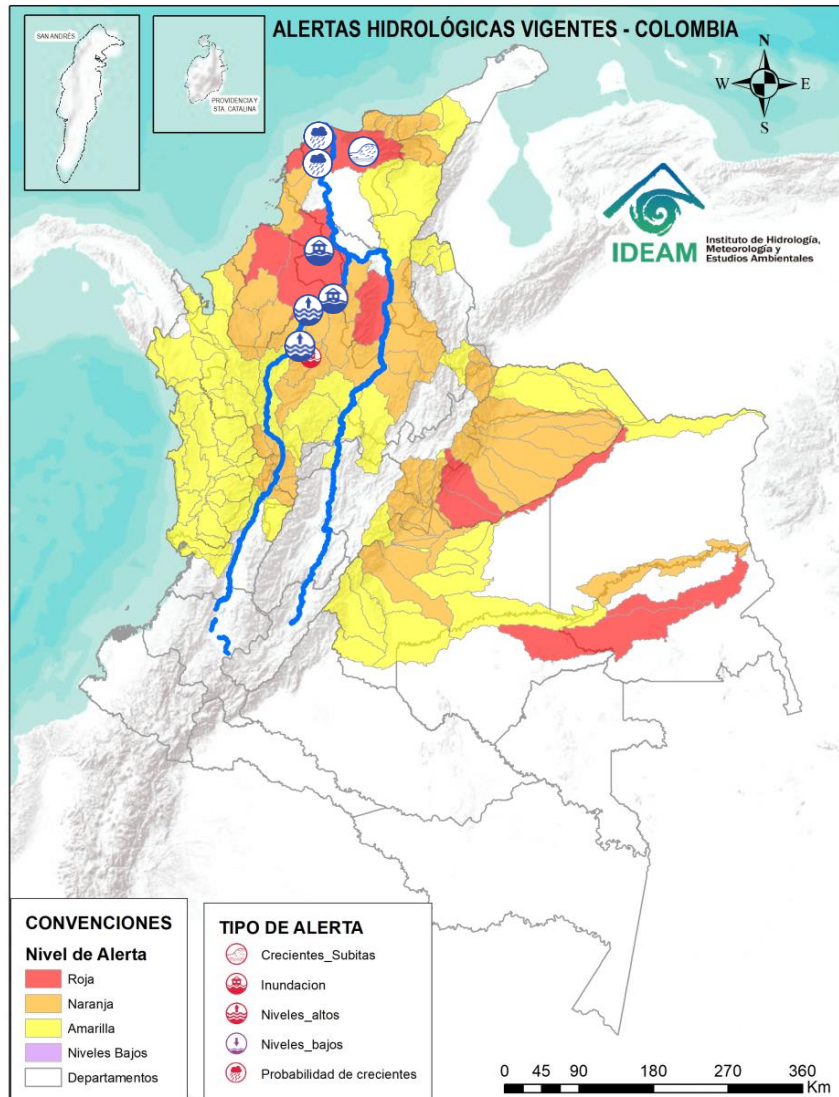 ALERTAS HIDROLÓGICAS VIGENTES - COLOMBIA
SAN ANDRÉS
PROVIDENCIA Y
STA. CATALINA
N
W
E
S
IDEAM
Instituto de Hidrología,
Meteorología y
Estudios Ambientales
CONVENCIONES
Nivel de Alerta
Roja
Naranja
Amarilla
Niveles Bajos
Departamentos
TIPO DE ALERTA
Crecientes_Subitas
Inundacion
Niveles_altos
Niveles_bajos
Probabilidad de crecientes
0 45 90 180 270 360
Km